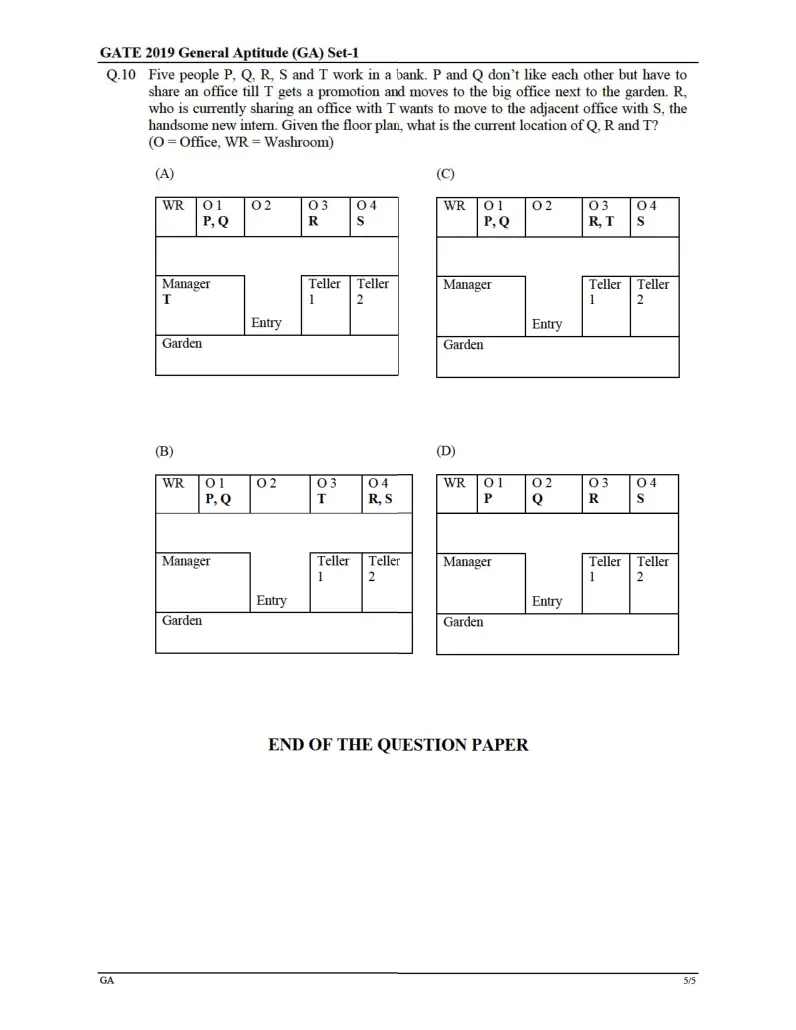 GATE 2019 General Aptitude (GA) Set-1
Q.10 Five people P, Q, R, S and T work in a bank. P and Q don't like each other but have to
share an office till T gets a promotion and moves to the big office next to the garden. R,
who is currently sharing an office with T wants to move to the adjacent office with S, the
handsome new intern. Given the floor plan, what is the current location of Q, R and T?
(O = Office, WR = Washroom)
(A)
WR O 1 O 2 O 3 O 4
P, Q R S
Manager Teller Teller
T 1 2
Entry
Garden
(C)
WR O 1 O 2 O 3 O 4
P, Q R, T S
Manager Teller Teller
1 2
Entry
Garden
(B)
WR O 1 O 2 O 3 O 4
P, Q T R, S
Manager Teller Teller
1 2
Entry
Garden
(D)
WR O 1 O 2 O 3 O 4
P Q R S
Manager Teller Teller
1 2
Entry
Garden
END OF THE QUESTION PAPER
GA 5/5